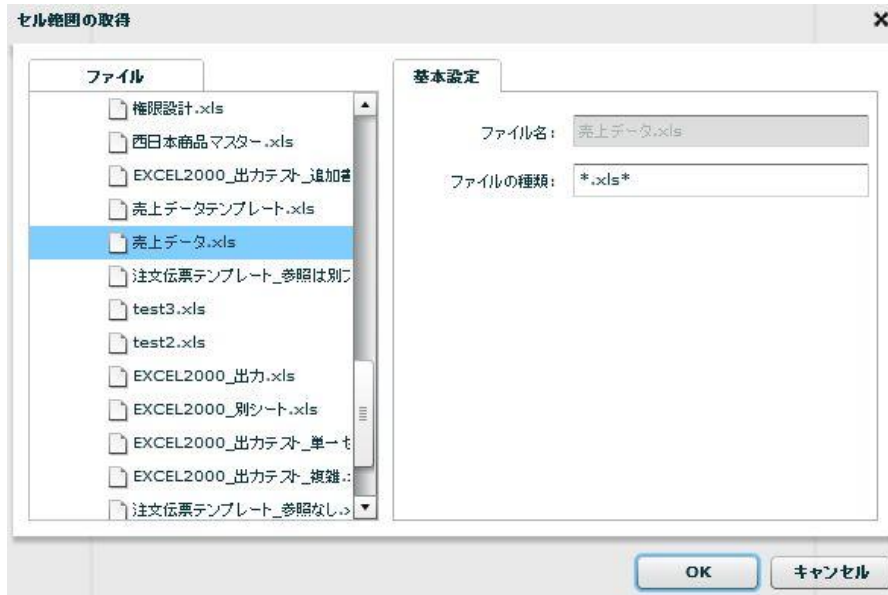 セル範囲の取得
ファイル
権限設計.xls
西日本商品マスター.xls
EXCEL2000_出力テスト_追加書
売上データテンプレート.xls
売上データ.xls
注文伝票テンプレート_参照は別フ
test3.xls
test2.xls
EXCEL2000_出力.xls
EXCEL2000_別シート.xls
EXCEL2000_出力テスト_単一セ
EXCEL2000_出力テスト_複雑.
注文伝票テンプレート_参照なし.x
基本設定
ファイル名: 売上データ.xls
ファイルの種類: *.xls*
OK キャンセル